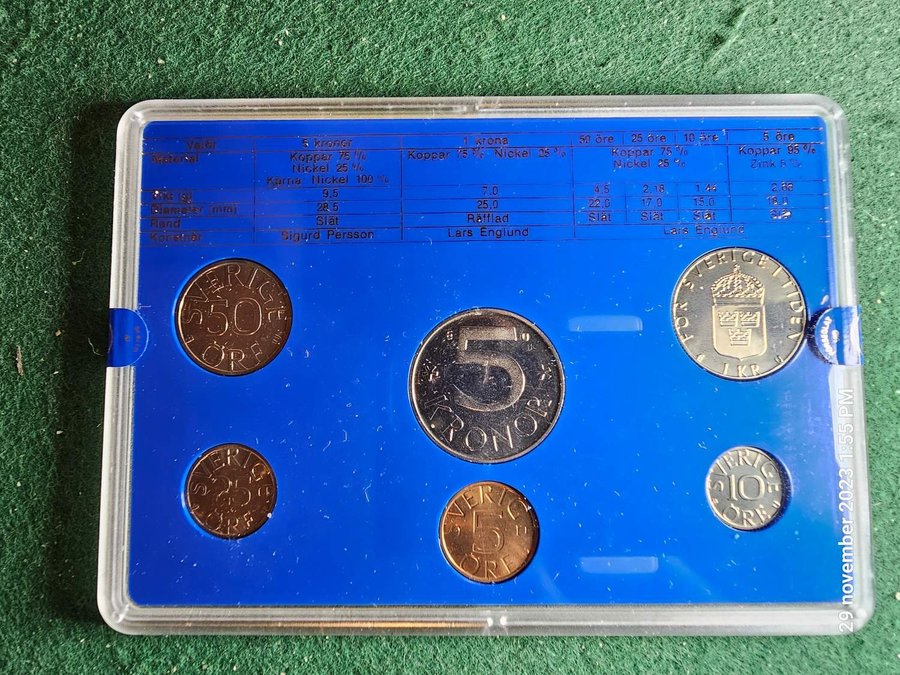 Valör 5 kronor 1 krona 50 öre 25 öre 10 öre 5 öre
Material Koppar 75 % Koppar 75 % Nickel 25 % Koppar 75 % Koppar 95 %
Nickel 25 % Nickel 25 % Zink 5 %
Kärna: Nickel 100 %
Vikt (g) 9,5 7,0 4,5 2,18 1,44
Diameter (mm) 28,5 25,0 22,0 17,0 15,0
Rand Slät Räfflad Slät Slät Slät Slät
Konstnär Sigurd Persson Lars Englund Lars Englund
SVERIGE
50
ÖRE
5
KRONOR
FÖR SVERIGE I TIDEN
1 KR
SVERIGE
25
ÖRE
SVERIGE
5
ÖRE
SVERIGE
10
ÖRE
29 november 2023 1:55 PM